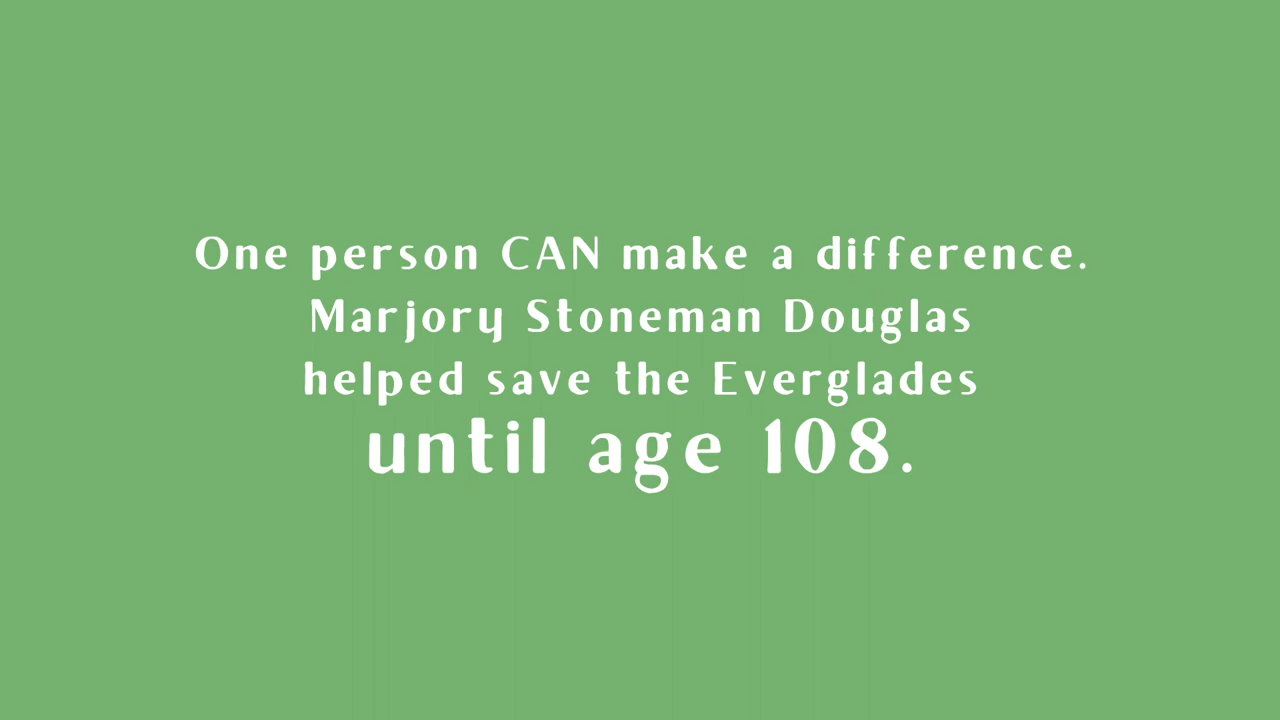 One person CAN make a difference.
Marjory Stoneman Douglas
helped save the Everglades
until age 108.